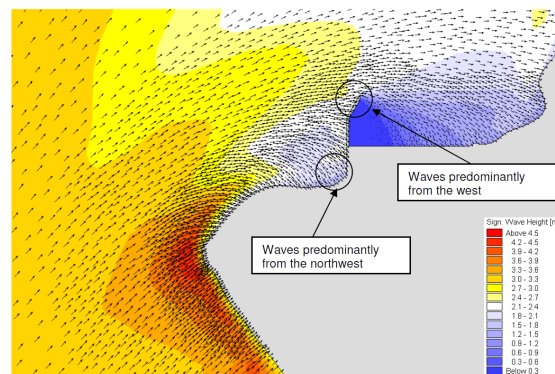 Waves predominantly
from the west
Waves predominantly
from the northwest
Sign. Wave Height [m
Above 4.5
4.2 - 4.5
3.9 - 4.2
3.6 - 3.9
3.3 - 3.6
3.0 - 3.3
2.7 - 3.0
2.4 - 2.7
2.1 - 2.4
1.8 - 2.1
1.5 - 1.8
1.2 - 1.5
0.9 - 1.2
0.6 - 0.9
0.3 - 0.6
Below 0.3